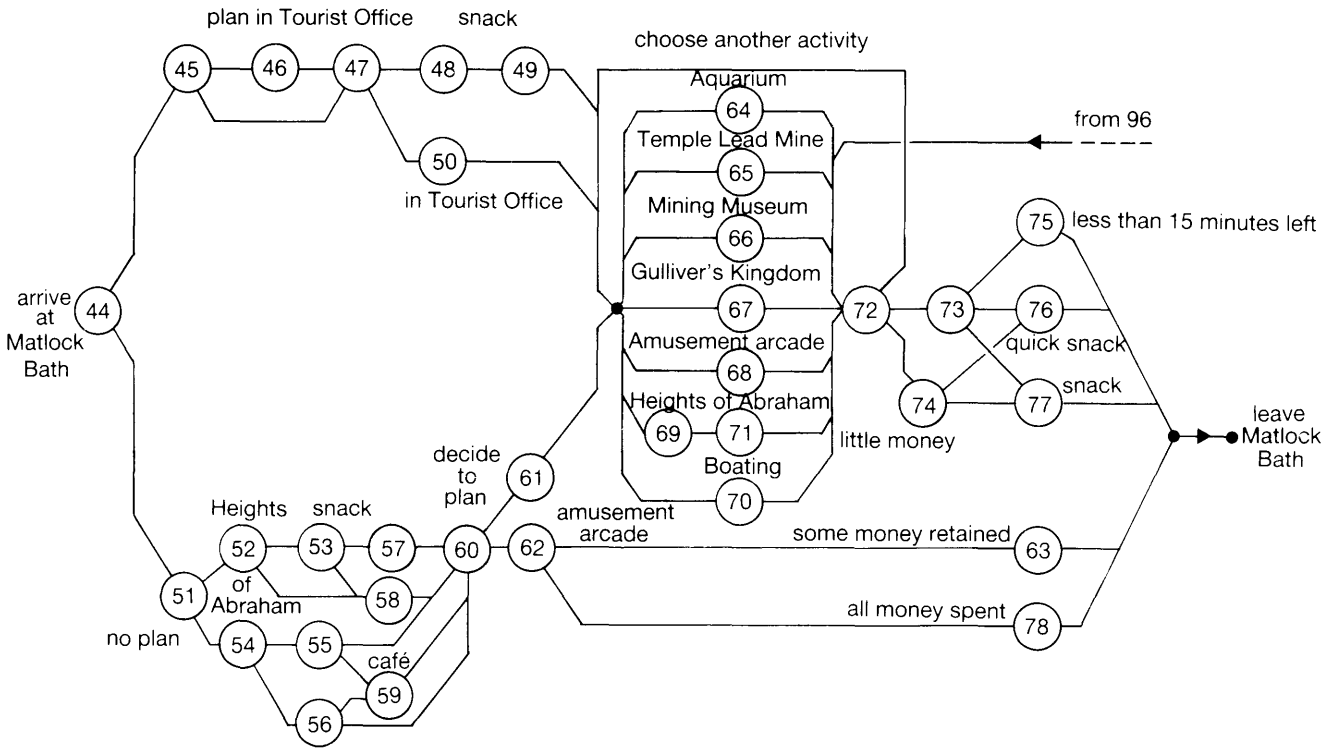 plan in Tourist Office
snack
choose another activity
45
46
47
48
49
Aquarium
64
from 96
Temple Lead Mine
50
65
in Tourist Office
Mining Museum
75
less than 15 minutes left
66
Gulliver's Kingdom
arrive
at
Matlock
Bath
44
67
72
73
76
Amusement arcade
quick snack
68
snack
Heights of Abraham
69
71
74
77
little money
leave
Matlock
Bath
decide
to
plan
61
Boating
70
Heights
snack
amusement
arcade
some money retained
52
53
57
60
62
63
of
Abraham
51
58
all money spent
78
no plan
54
55
café
59
56